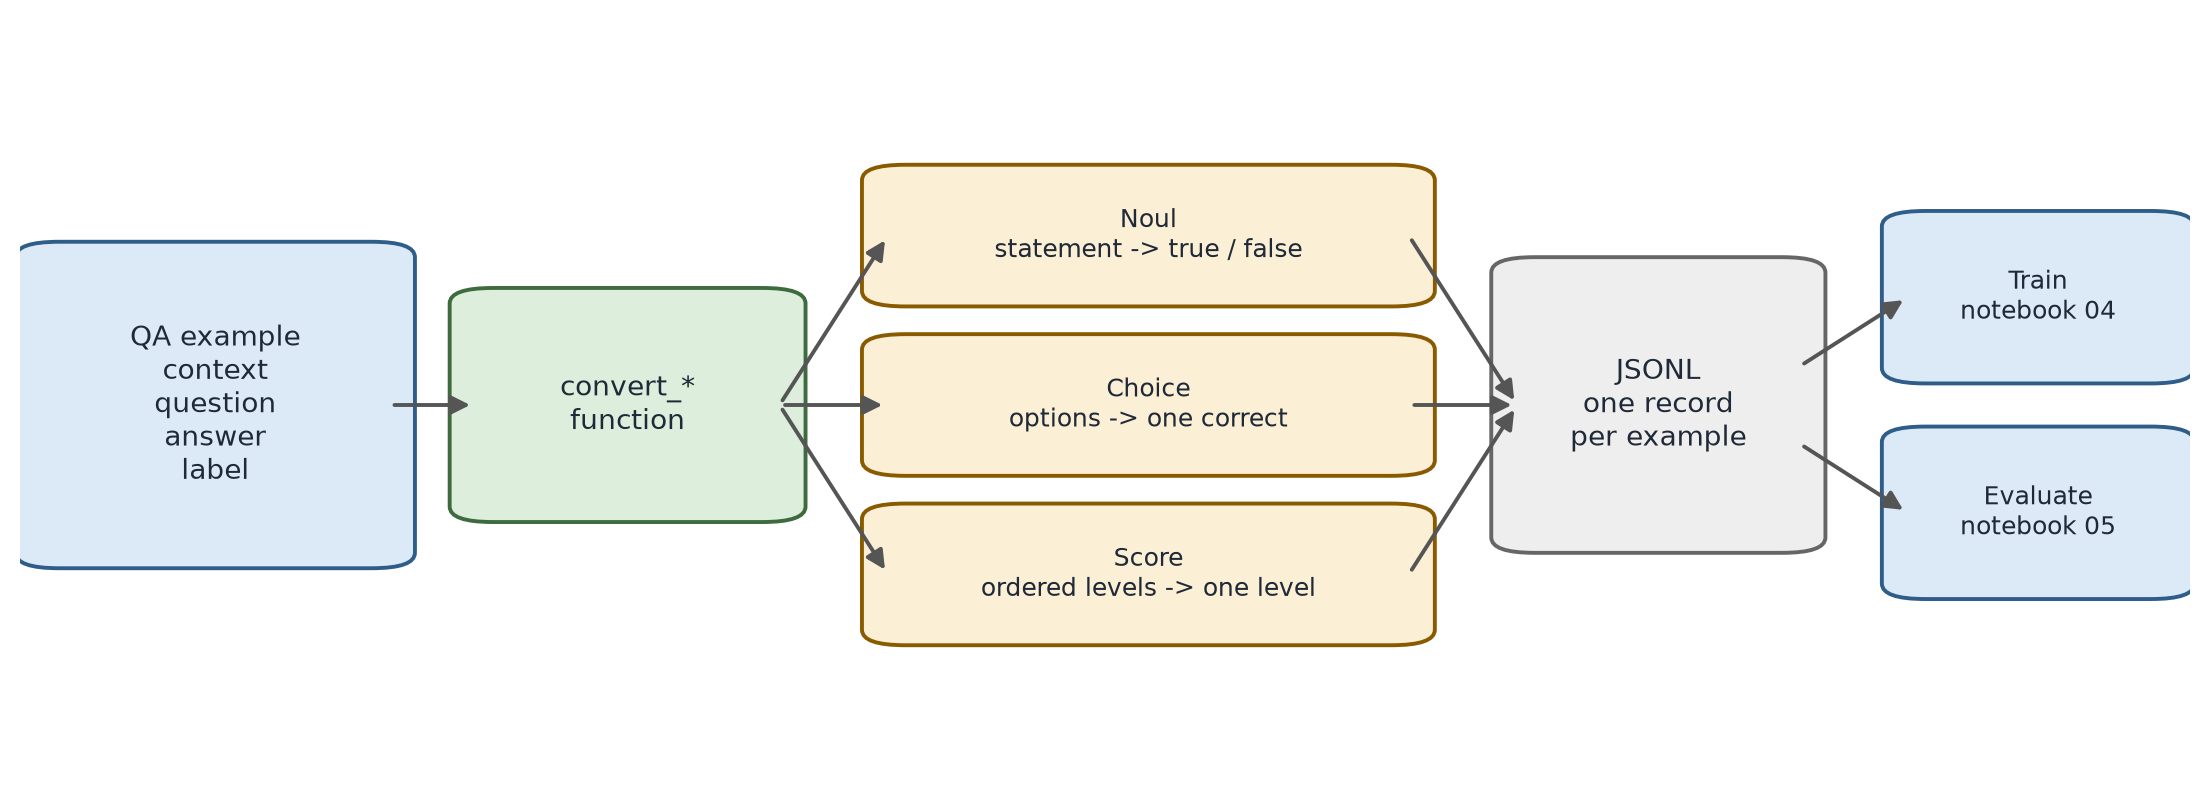 QA example
context
question
answer
label
convert_*
function
Noul
statement -> true / false
Choice
options -> one correct
Score
ordered levels -> one level
JSONL
one record
per example
Train
notebook 04
Evaluate
notebook 05